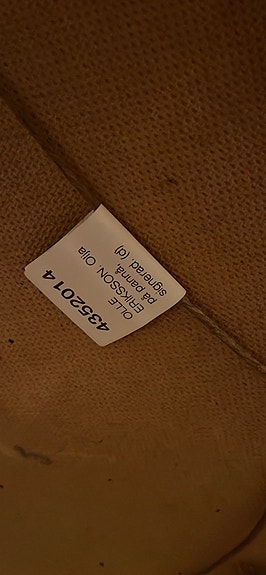 4352014
OLLE
ERIKSSON. Olja
på pannå,
signerad. (d)